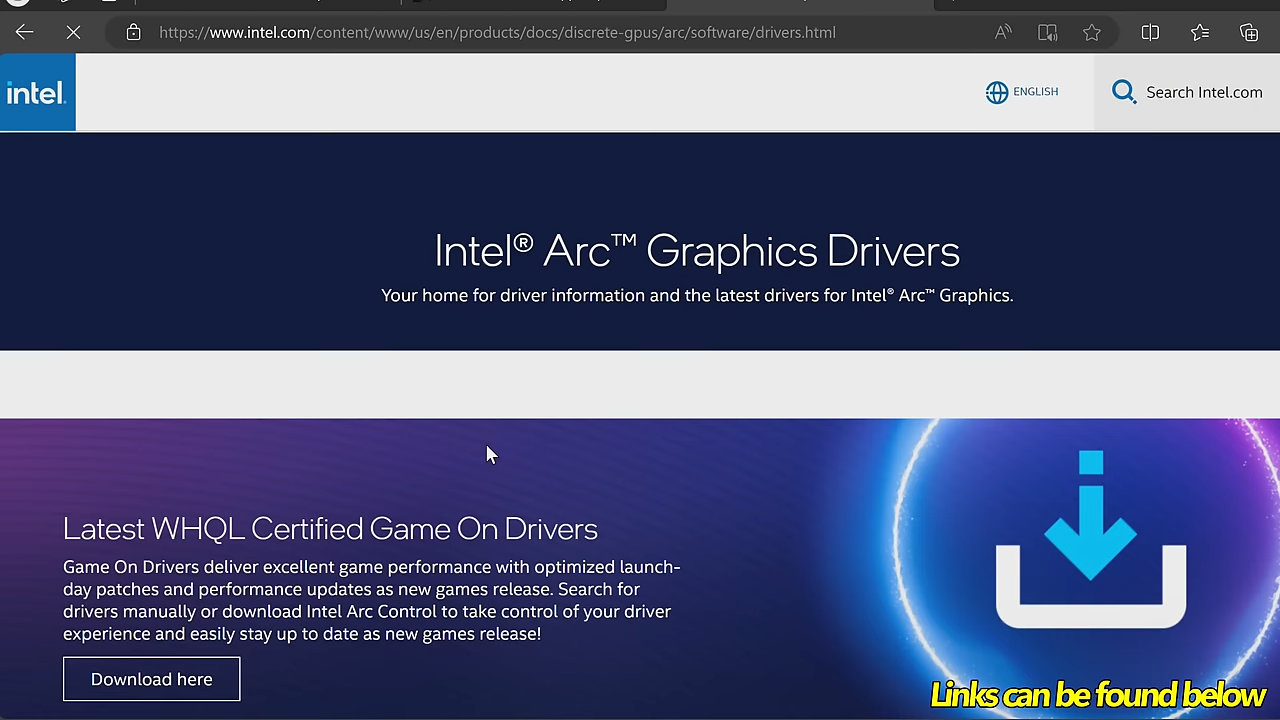 https://www.intel.com/content/www/us/en/products/docs/discrete-gpus/arc/software/drivers.html
intel.
ENGLISH
Search Intel.com
Intel® Arc™ Graphics Drivers
Your home for driver information and the latest drivers for Intel® Arc™ Graphics.
Latest WHQL Certified Game On Drivers
Game On Drivers deliver excellent game performance with optimized launch-
day patches and performance updates as new games release. Search for
drivers manually or download Intel Arc Control to take control of your driver
experience and easily stay up to date as new games release!
Download here
Links can be found below